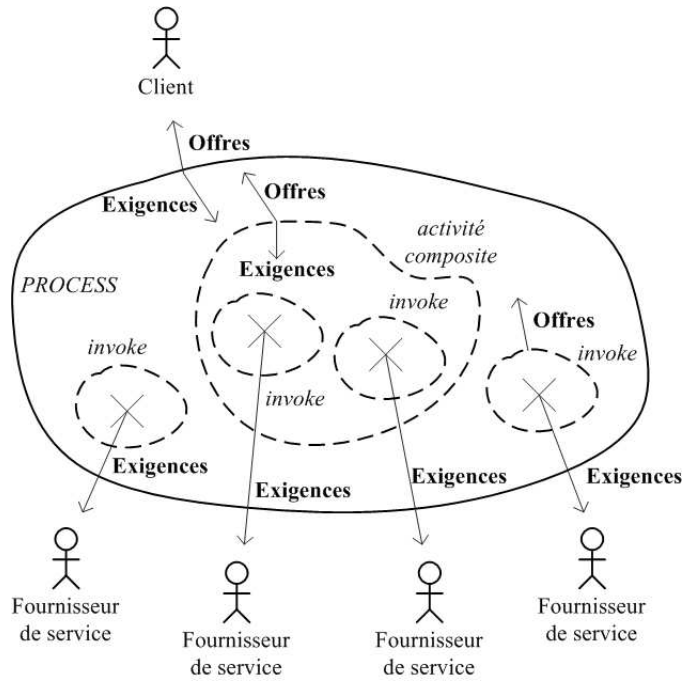 Client
Offres
Exigences
Offres
activité
composite
Exigences
PROCESS
invoke
invoke
Offres
invoke
invoke
Exigences
Exigences
Exigences
Exigences
Fournisseur
de service
Fournisseur
de service
Fournisseur
de service
Fournisseur
de service